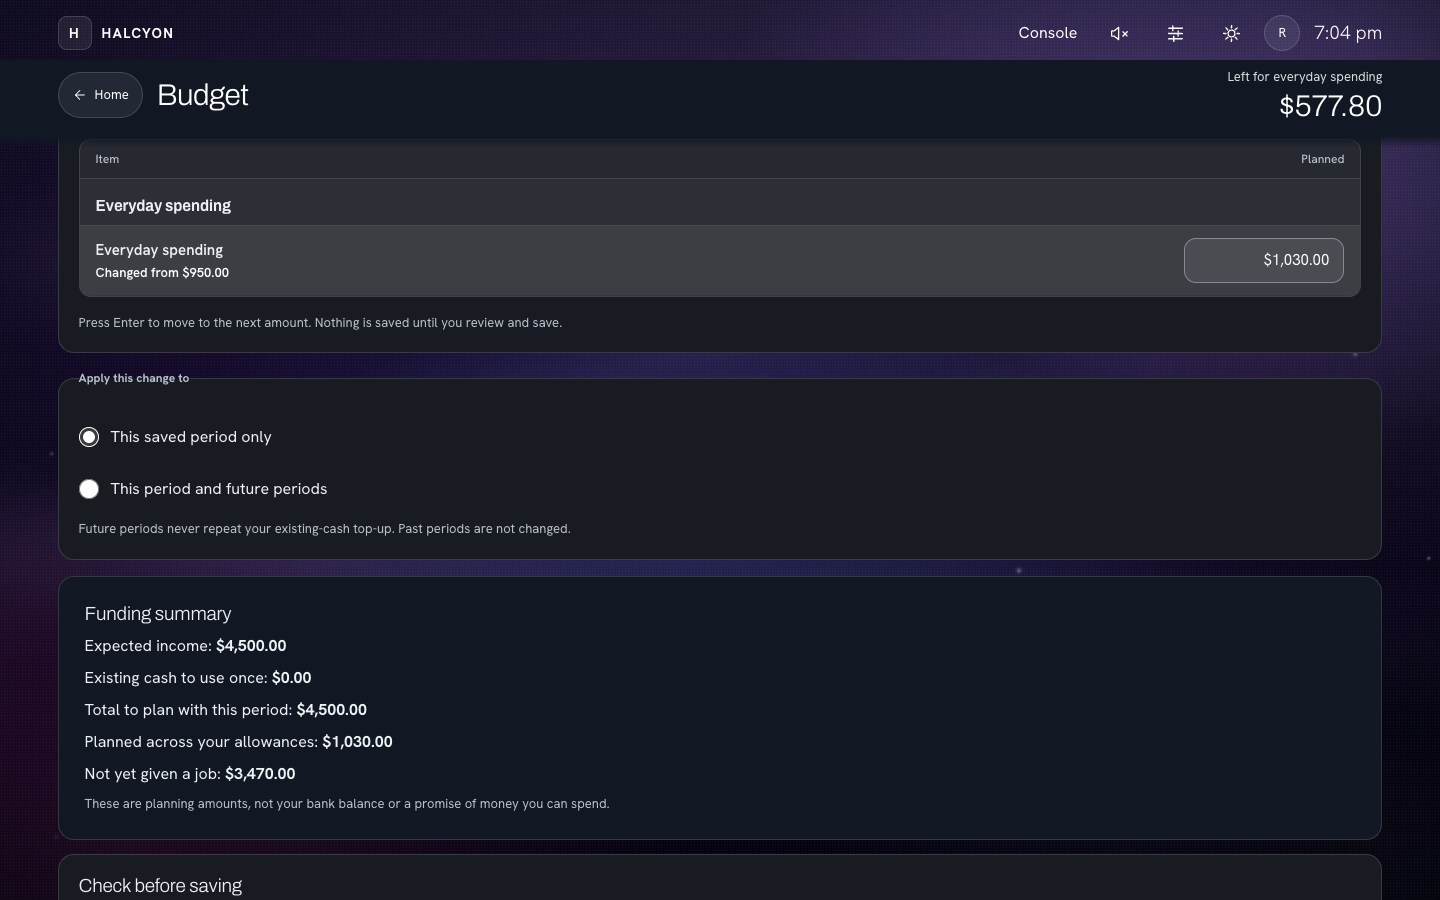 H HALCYON
Console
R
7:04 pm
Home
Budget
Left for everyday spending
$577.80
Item Planned
Everyday spending
Everyday spending
Changed from $950.00
$1,030.00
Press Enter to move to the next amount. Nothing is saved until you review and save.
Apply this change to
This saved period only
This period and future periods
Future periods never repeat your existing-cash top-up. Past periods are not changed.
Funding summary
Expected income: $4,500.00
Existing cash to use once: $0.00
Total to plan with this period: $4,500.00
Planned across your allowances: $1,030.00
Not yet given a job: $3,470.00
These are planning amounts, not your bank balance or a promise of money you can spend.
Check before saving